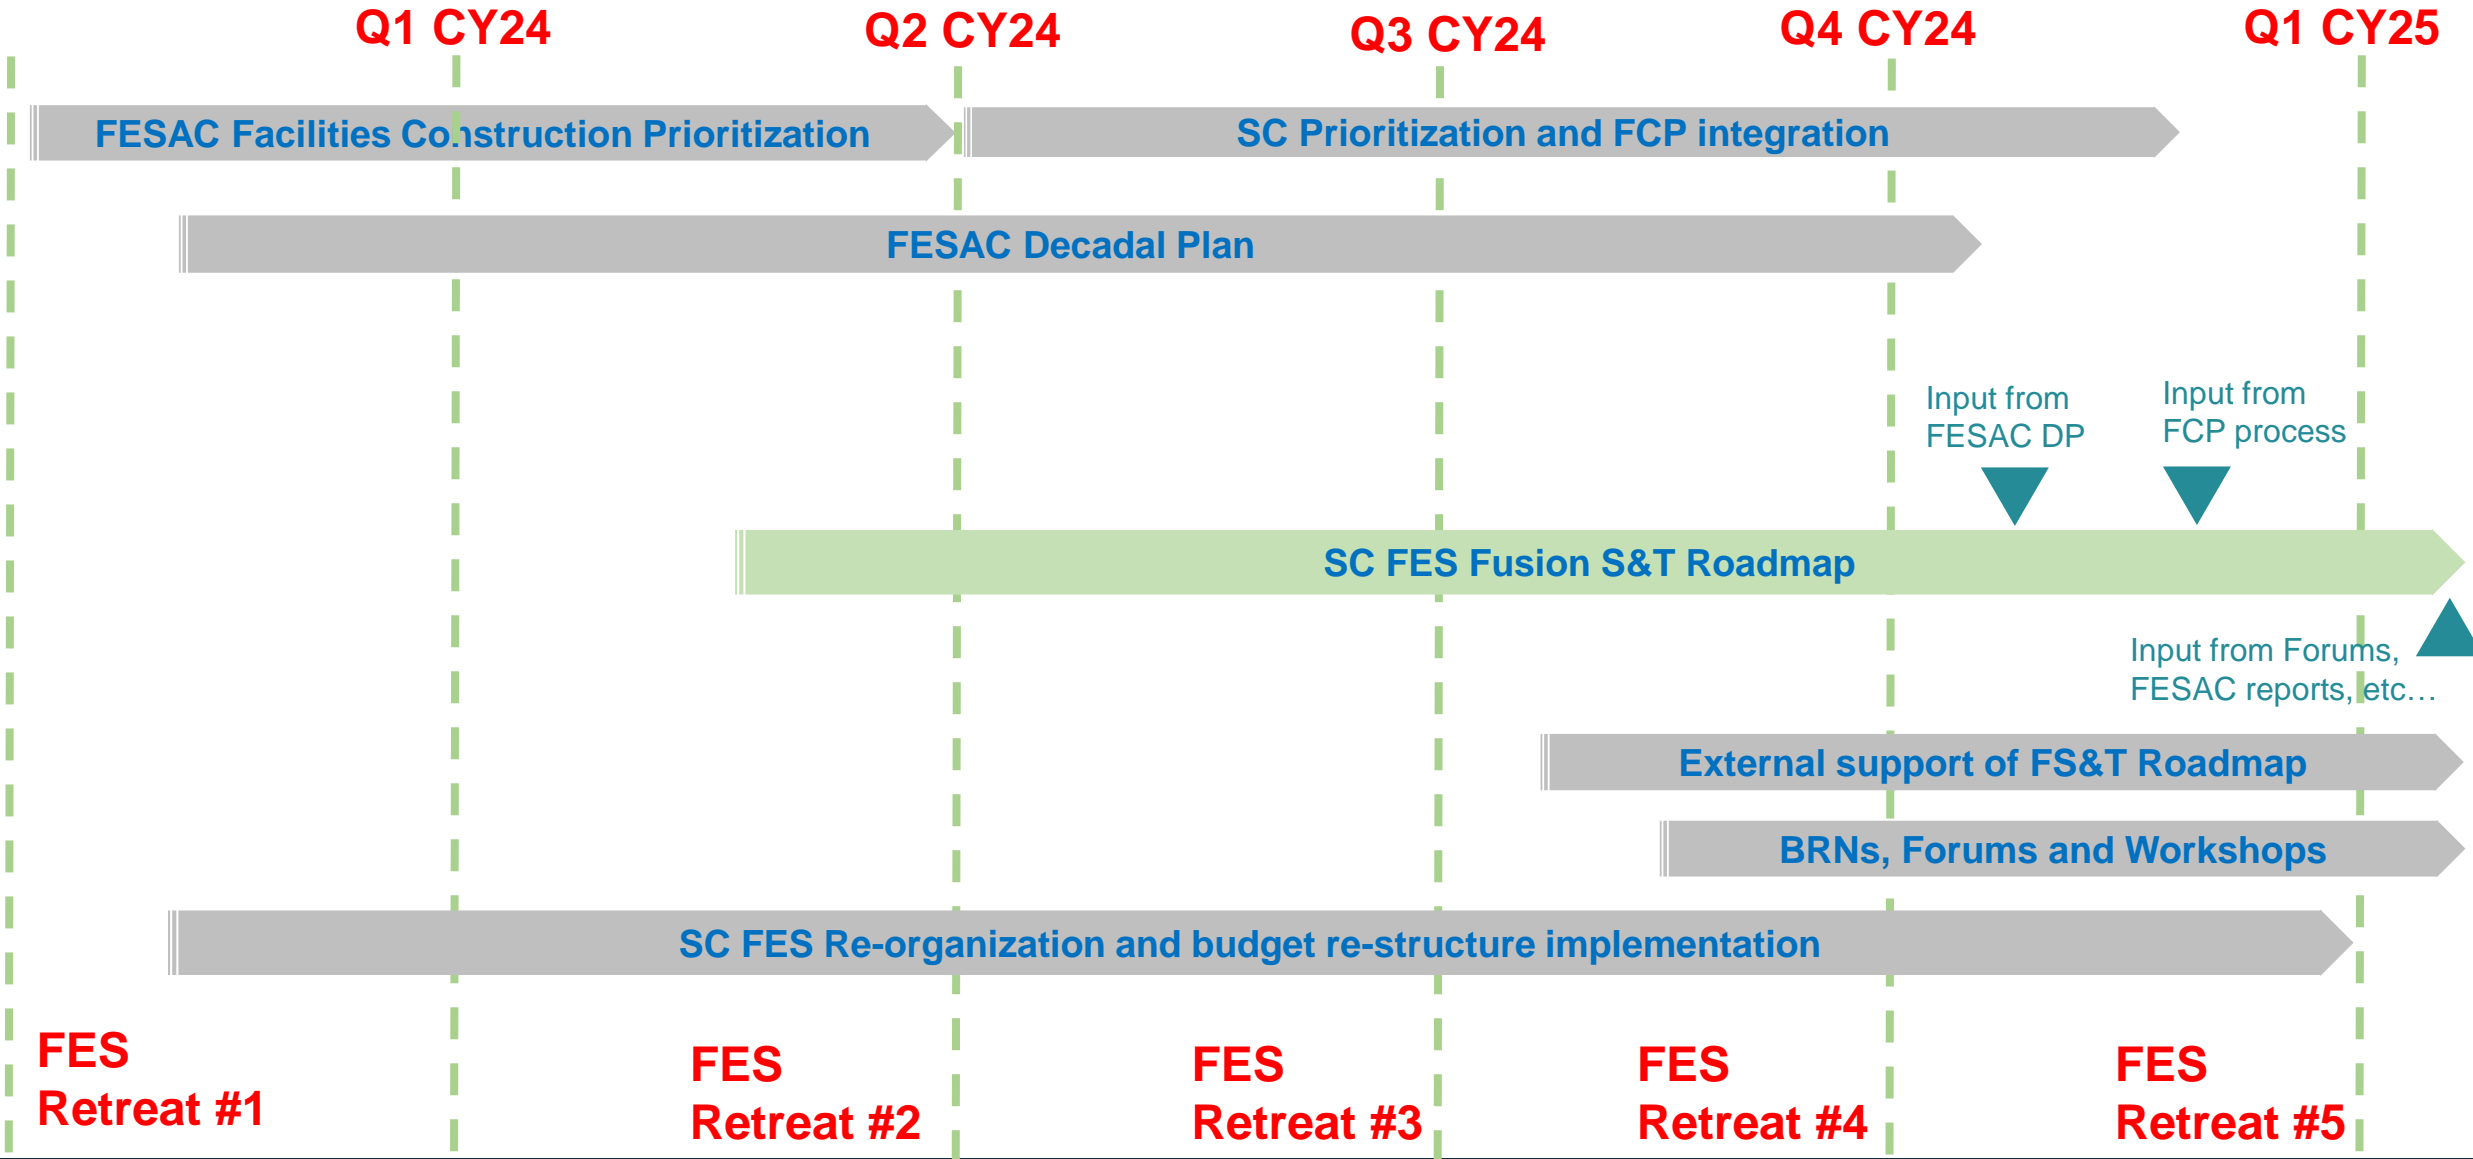 Q1 CY24
Q2 CY24
Q3 CY24
Q4 CY24
Q1 CY25
FESAC Facilities Construction Prioritization
SC Prioritization and FCP integration
FESAC Decadal Plan
Input from
FESAC DP
Input from
FCP process
SC FES Fusion S&T Roadmap
Input from Forums,
FESAC reports, etc…
External support of FS&T Roadmap
BRNs, Forums and Workshops
SC FES Re-organization and budget re-structure implementation
FES
Retreat #1
FES
Retreat #2
FES
Retreat #3
FES
Retreat #4
FES
Retreat #5